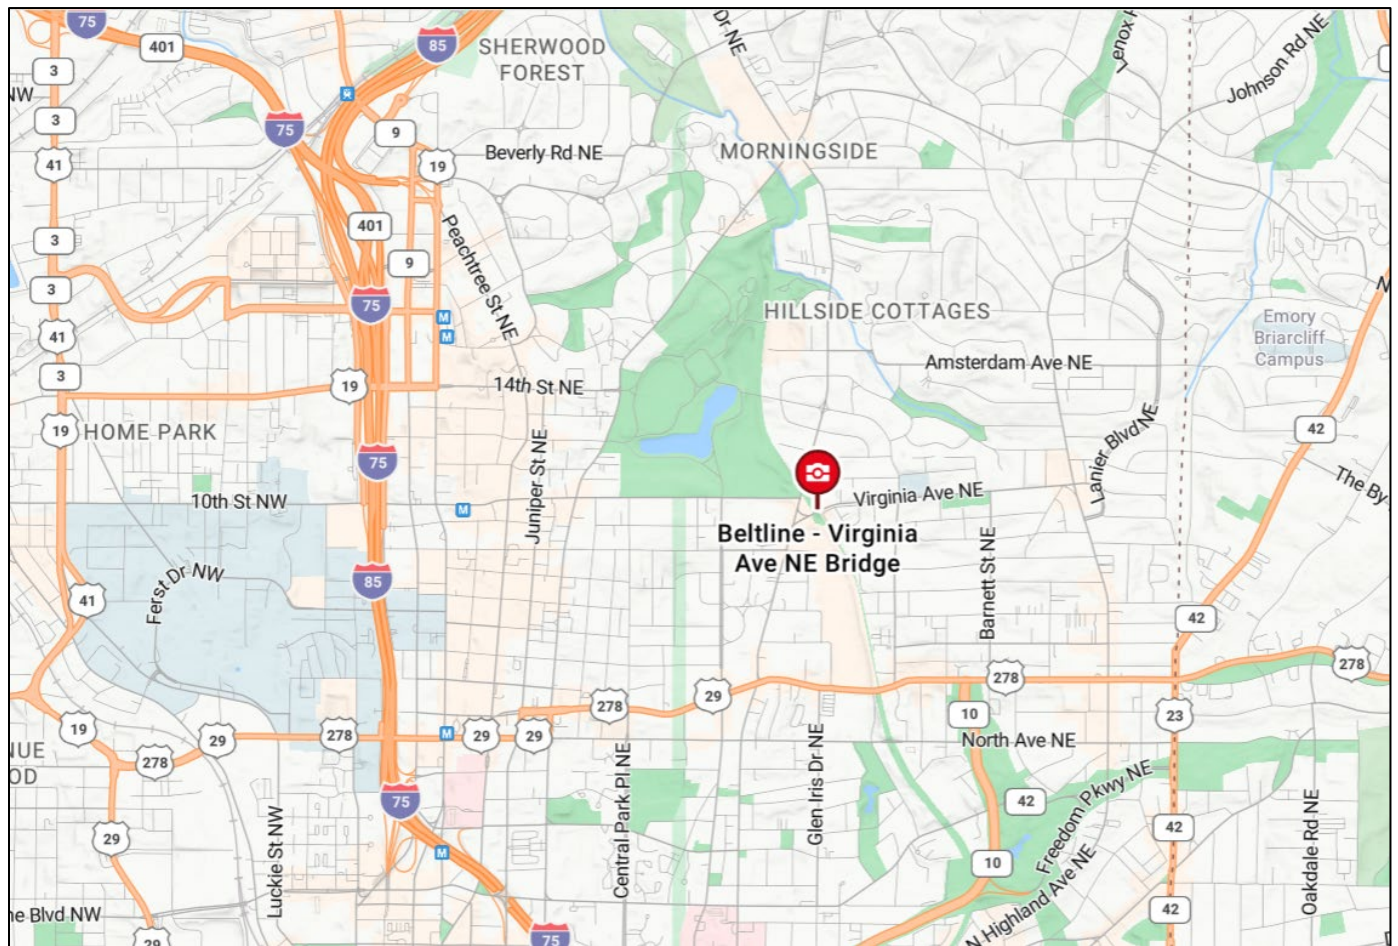 75
401
85
SHERWOOD
FOREST
Dr NE
Johnson Rd NE
3
NW
3
75
9
41
19
Beverly Rd NE
MORNINGSIDE
401
3
Peachtree St NE
9
3
75
M
M
HILLSIDE COTTAGES
Emory
Briarcliff
Campus
41
3
19
14th St NE
Amsterdam Ave NE
19
HOME PARK
42
75
Juniper St NE
Lanier Blvd NE
The By
10th St NW
M
Virginia Ave NE
Beltline - Virginia
Ave NE Bridge
85
Ferst Dr NW
41
Barnett St NE
42
278
278
29
278
10
23
19
29
278
M
29
29
North Ave NE
NUE
OD
278
Glen Iris Dr NE
Central Park Pl NE
75
42
Freedom Pkwy NE
29
Luckie St NW
42
M
10
Oakdale Rd NE
ne Blvd NW
42
N Highland Ave NE
29
75